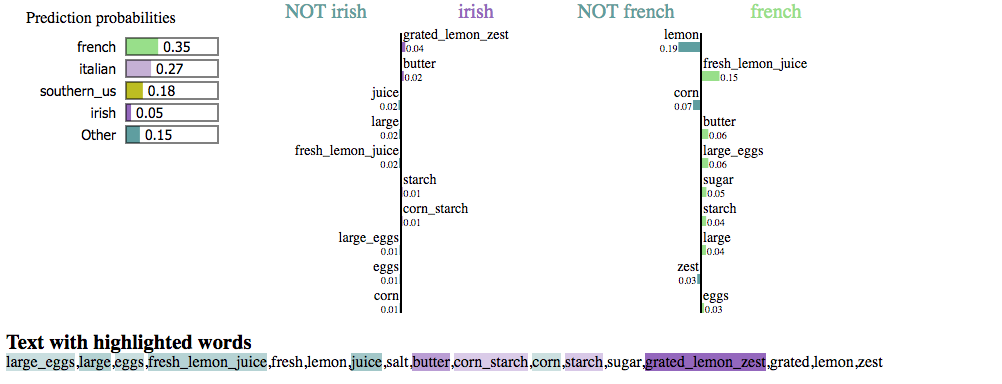 Prediction probabilities
french 0.35
italian 0.27
southern_us 0.18
irish 0.05
Other 0.15
NOT irish irish
grated_lemon_zest
0.04
butter
0.02
juice
0.02
large
0.02
fresh_lemon_juice
0.02
starch
0.01
corn_starch
0.01
large_eggs
0.01
eggs
0.01
corn
0.01
NOT french french
lemon
0.19
fresh_lemon_juice
0.15
corn
0.07
butter
0.06
large_eggs
0.06
sugar
0.05
starch
0.04
large
0.04
zest
0.03
eggs
0.03
Text with highlighted words
large_eggs,large,eggs,fresh_lemon_juice,fresh,lemon,juice,salt,butter,corn_starch,corn,starch,sugar,grated_lemon_zest,grated,lemon,zest